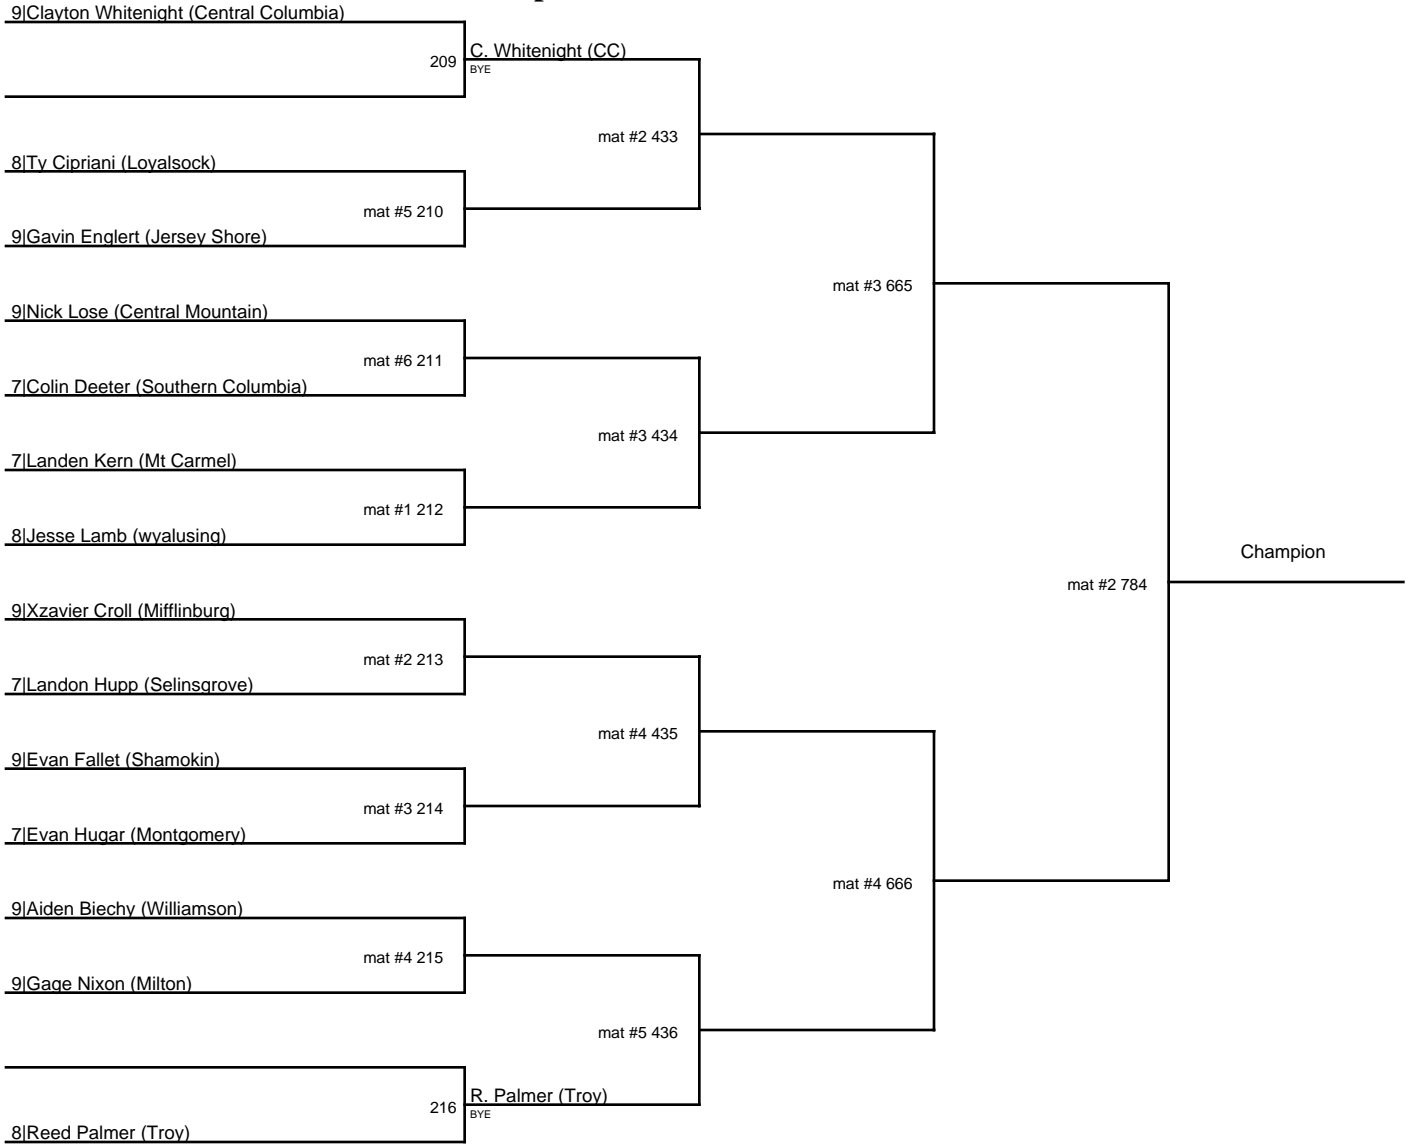 9|Clayton Whitenight (Central Columbia)
C. Whitenight (CC)
209
BYE
mat #2 433
8|Ty Cipriani (Loyalsock)
mat #5 210
9|Gavin Englert (Jersey Shore)
mat #3 665
9|Nick Lose (Central Mountain)
mat #6 211
7|Colin Deeter (Southern Columbia)
mat #3 434
7|Landen Kern (Mt Carmel)
mat #1 212
8|Jesse Lamb (wyalusing)
Champion
mat #2 784
9|Xzavier Croll (Mifflinburg)
mat #2 213
7|Landon Hupp (Selinsgrove)
mat #4 435
9|Evan Fallet (Shamokin)
mat #3 214
7|Evan Hugar (Montgomery)
mat #4 666
9|Aiden Biechy (Williamson)
mat #4 215
9|Gage Nixon (Milton)
mat #5 436
R. Palmer (Troy)
216
BYE
8|Reed Palmer (Troy)